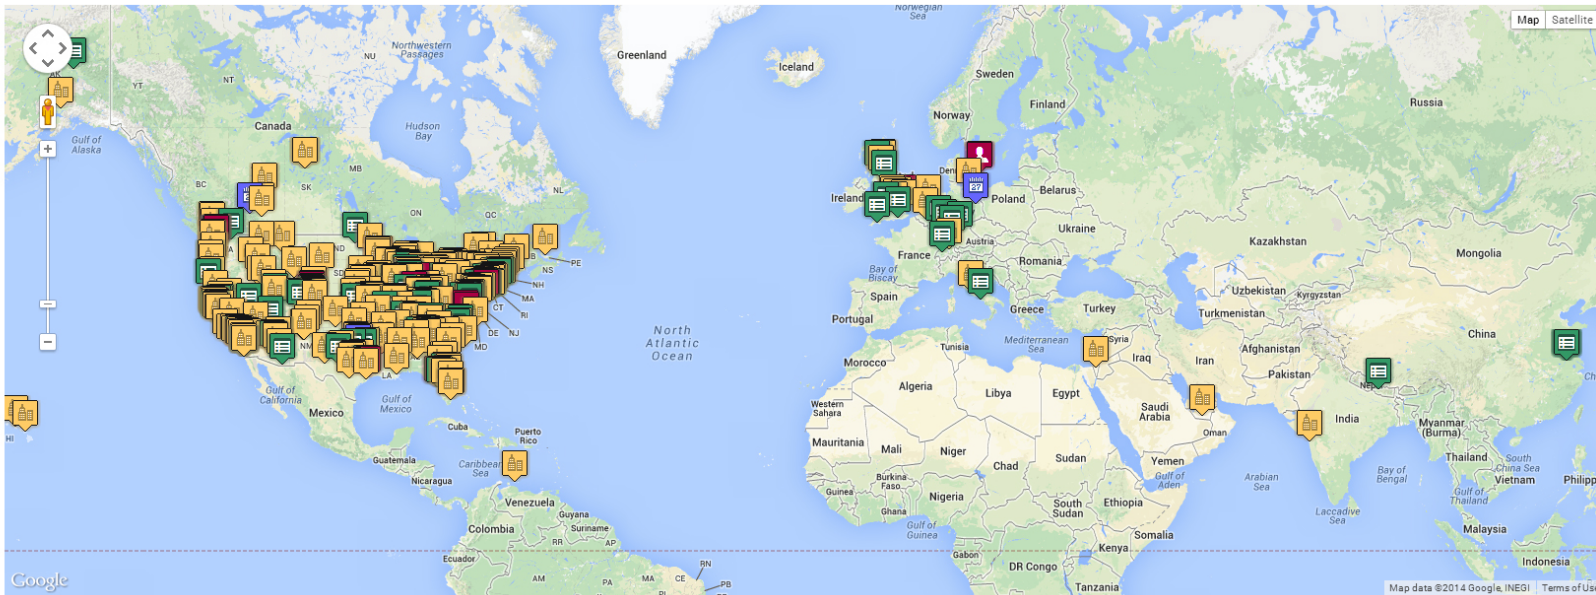 Norwegian
Sea
Map
Satellite
Greenland
Iceland
Northwestern
Passages
NU
AK
YT
NT
Sweden
Finland
Norway
Russia
Gulf of
Alaska
Canada
Hudson
Bay
BC
SK
MB
ON
QC
NL
Ireland
27
Poland
Belarus
Ukraine
Kazakhstan
Mongolia
ND
SD
NS
PE
NH
MA
CT
RI
NJ
DE
MD
NM
LA
France
Austria
Romania
Bay of
Biscay
Spain
Portugal
Greece
Turkey
Uzbekistan
Kyrgyzstan
Turkmenistan
China
North
Atlantic
Ocean
Mediterranean
Sea
Tunisia
Morocco
Syria
Iraq
Iran
Afghanistan
Pakistan
Gulf of
California
Mexico
Gulf of
Mexico
Cuba
Puerto
Rico
HI
Western
Sahara
Algeria
Libya
Egypt
Saudi
Arabia
Oman
India
Myanmar
(Burma)
Guatemala
Nicaragua
Caribbean
Sea
Mauritania
Mali
Niger
Chad
Sudan
Yemen
Gulf of
Aden
Arabian
Sea
Bay of
Bengal
Thailand
South
China Sea
Vietnam
Gulf of
Thailand
Philipp
Venezuela
Guyana
Suriname
Colombia
Guinea
Burkina
Faso
Ghana
Nigeria
Gulf of
Guinea
South
Sudan
Ethiopia
Somalia
Laccadive
Sea
Malaysia
Ecuador
RR
AP
AM
PA
MA
CE
RN
PB
Gabon
DR Congo
Kenya
Tanzania
Indonesia
Google
Map data ©2014 Google, INEGI
Terms of Use